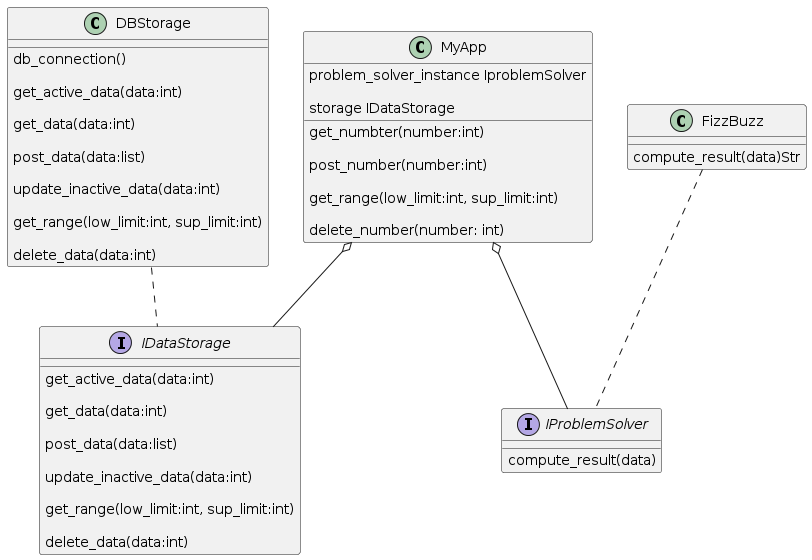 C DBStorage
db_connection()
get_active_data(data:int)
get_data(data:int)
post_data(data:list)
update_inactive_data(data:int)
get_range(low_limit:int, sup_limit:int)
delete_data(data:int)
C MyApp
problem_solver_instance IproblemSolver
storage IDataStorage
get_numbter(number:int)
post_number(number:int)
get_range(low_limit:int, sup_limit:int)
delete_number(number: int)
C FizzBuzz
compute_result(data)Str
I IDataStorage
get_active_data(data:int)
get_data(data:int)
post_data(data:list)
update_inactive_data(data:int)
get_range(low_limit:int, sup_limit:int)
delete_data(data:int)
I IProblemSolver
compute_result(data)